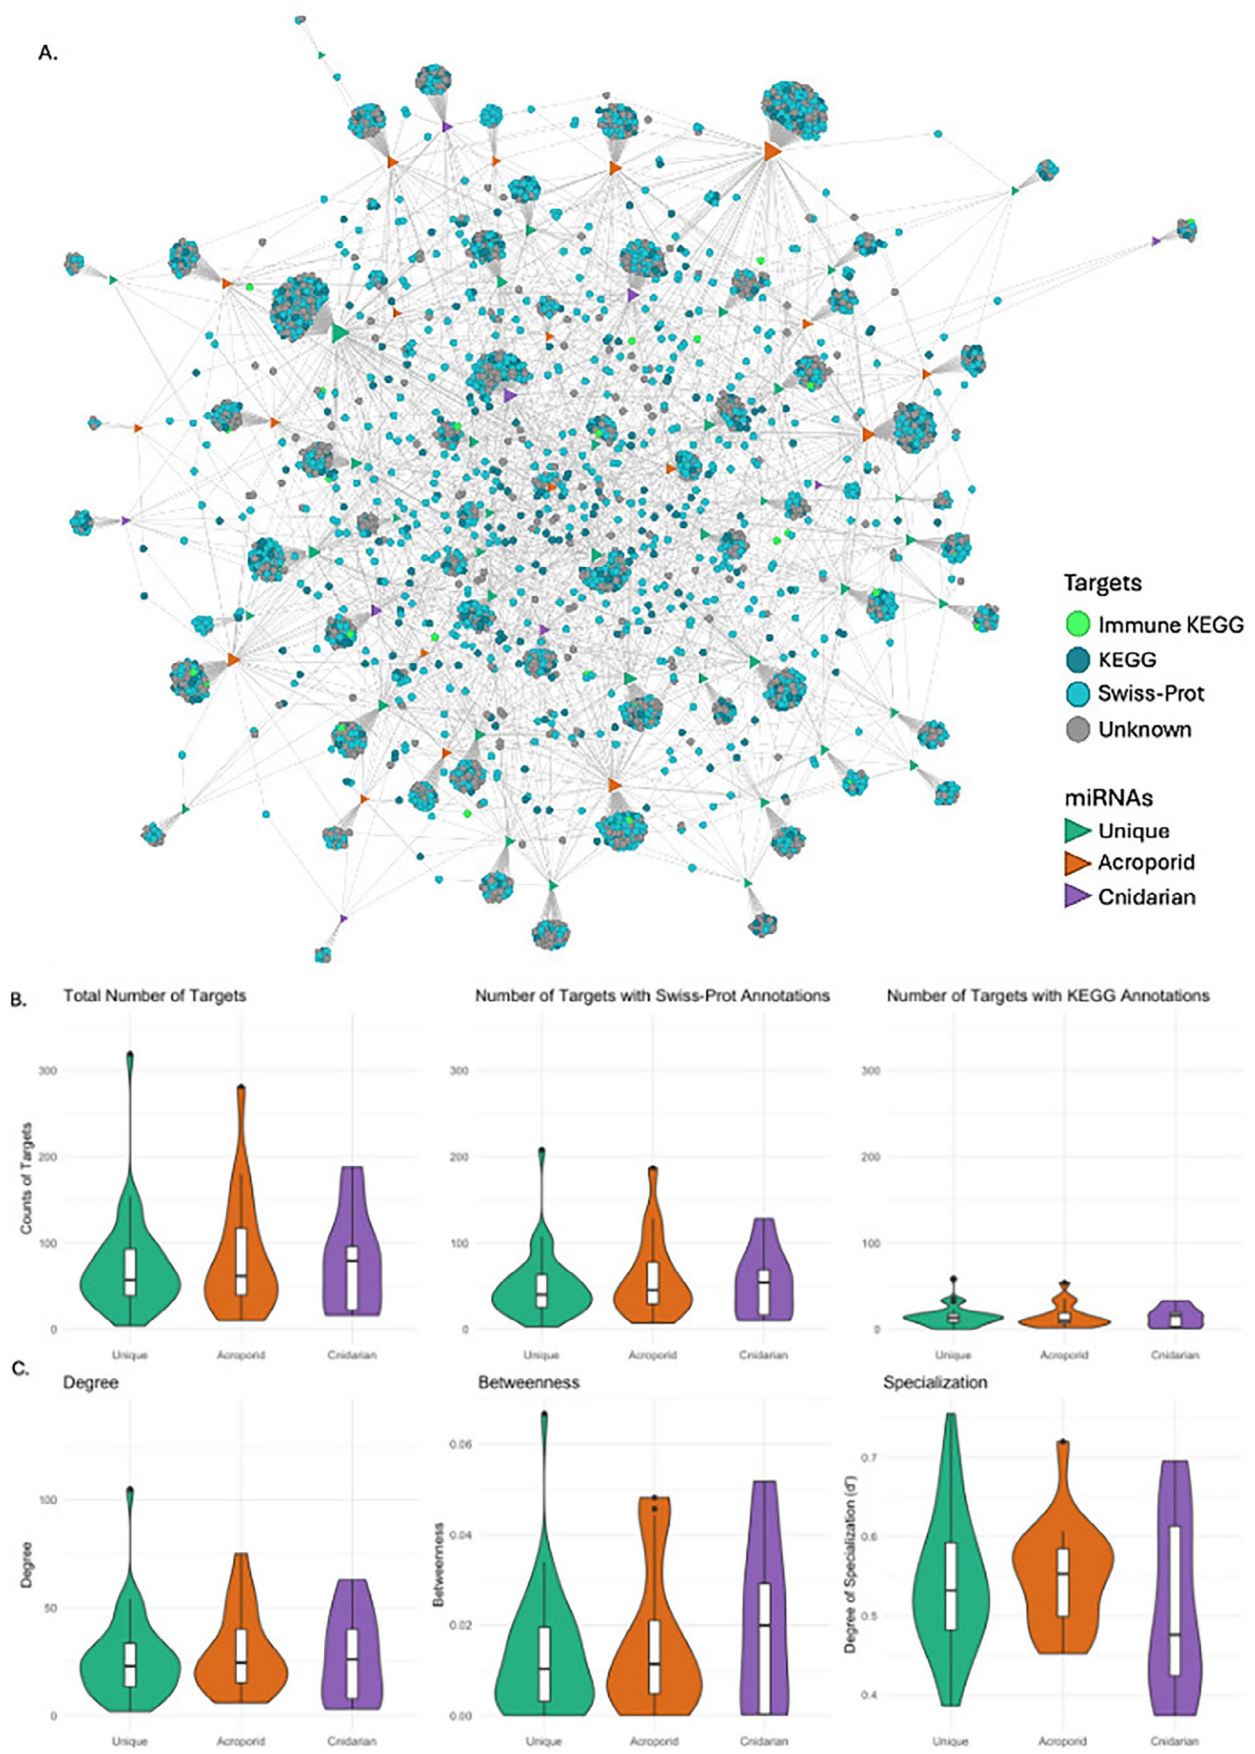 A.
Targets
Immune KEGG
KEGG
Swiss-Prot
Unknown
miRNAs
Unique
Acroporid
Cnidarian
B.
Total Number of Targets
Number of Targets with Swiss-Prot Annotations
Number of Targets with KEGG Annotations
Counts of Targets
300
200
100
0
300
200
100
0
300
200
100
0
Unique Acroporid Cnidarian
Unique Acroporid Cnidarian
Unique Acroporid Cnidarian
C.
Degree
Betweenness
Specialization
Degree
100
50
0
Betweenness
0.06
0.04
0.02
0.00
Degree of Specialization (d')
0.7
0.6
0.5
0.4
Unique Acroporid Cnidarian
Unique Acroporid Cnidarian
Unique Acroporid Cnidarian